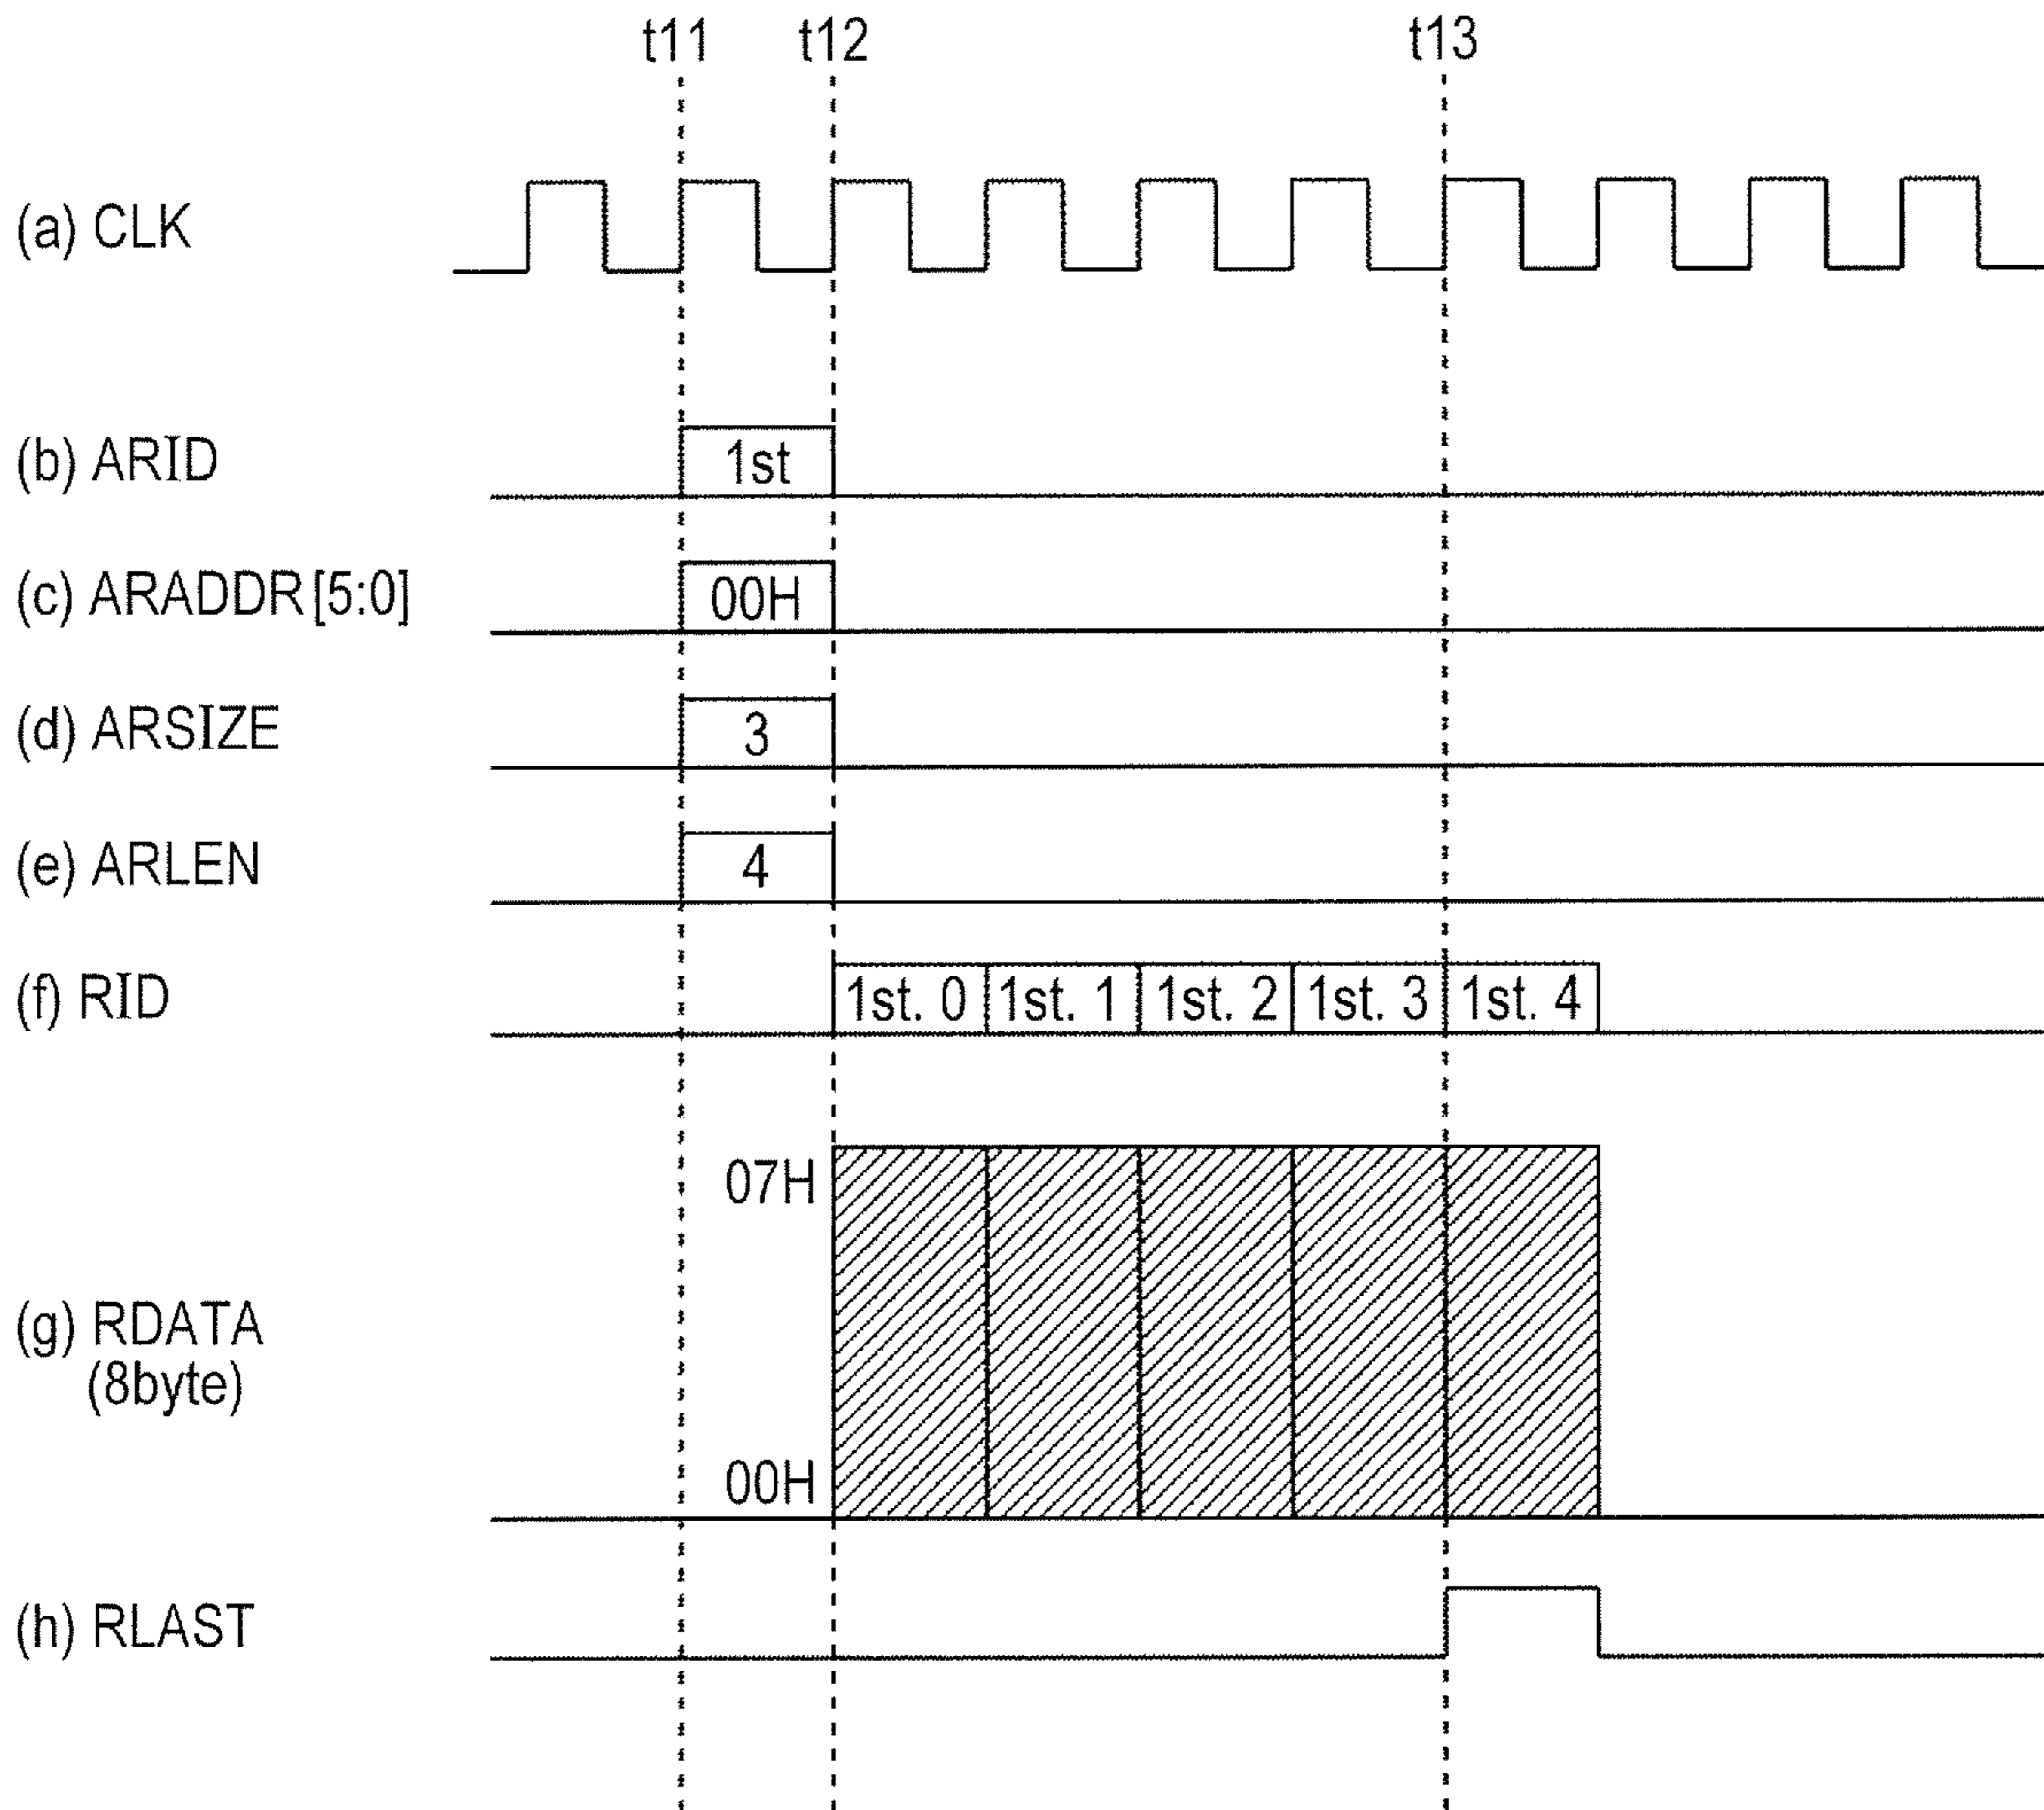 t11 t12 t13
(a) CLK
(b) ARID 1st
(c) ARADDR[5:0] 00H
(d) ARSIZE 3
(e) ARLEN 4
(f) RID 1st. 0 1st. 1 1st. 2 1st. 3 1st. 4
07H
(g) RDATA
(8byte)
00H
(h) RLAST